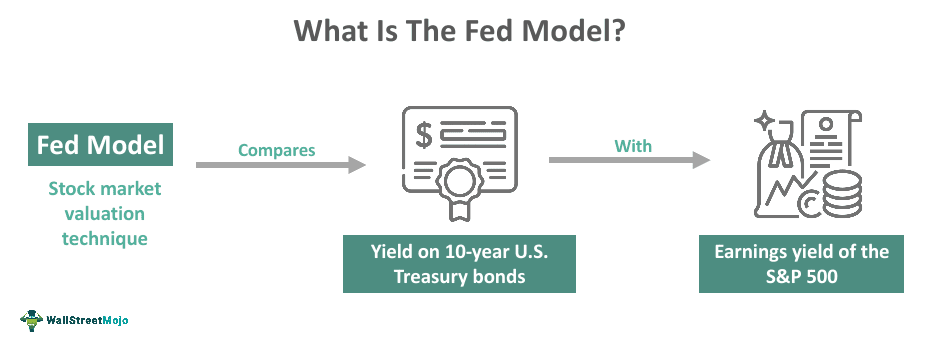 What Is The Fed Model?
Fed Model
Stock market
valuation
technique
Compares
$
Yield on 10-year U.S.
Treasury bonds
With
Earnings yield of the
S&P 500
WallStreetMojo